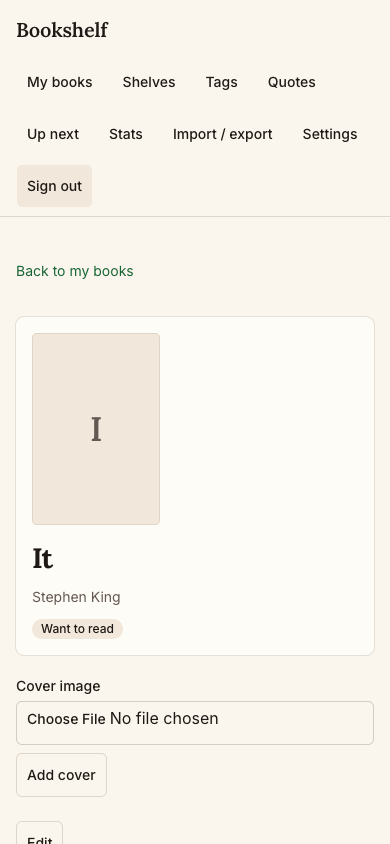 Bookshelf
My books Shelves Tags Quotes
Up next Stats Import / export Settings
Sign out
Back to my books
I
It
Stephen King
Want to read
Cover image
Choose File No file chosen
Add cover
Edit